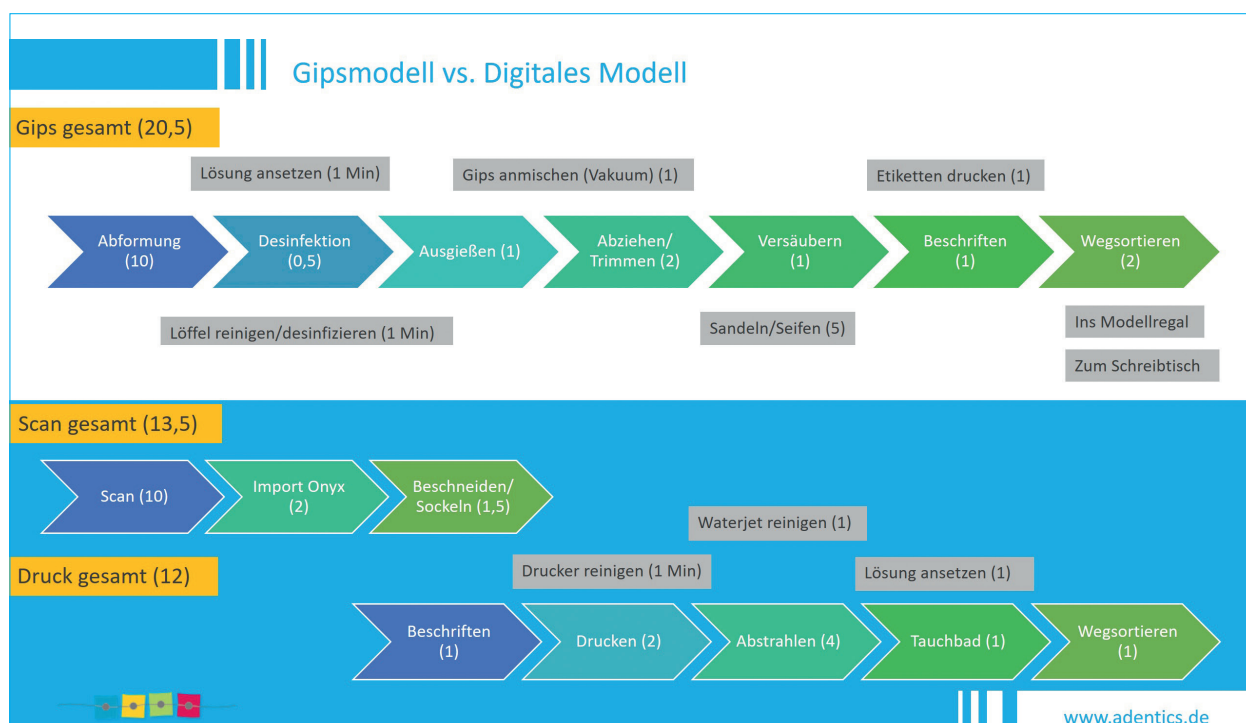 Gipsmodell vs. Digitales Modell
Gips gesamt (20,5)
Lösung ansetzen (1 Min)
Gips anmischen (Vakuum) (1)
Etiketten drucken (1)
Abformung
(10)
Desinfektion
(0,5)
Ausgießen (1)
Abziehen/
Trimmen (2)
Versäubern
(1)
Beschriften
(1)
Wegsortieren
(2)
Löffel reinigen/desinfizieren (1 Min)
Sandeln/Seifen (5)
Ins Modellregal
Zum Schreibtisch
Scan gesamt (13,5)
Scan (10)
Import Onyx
(2)
Beschneiden/
Sockeln (1,5)
Waterjet reinigen (1)
Druck gesamt (12)
Drucker reinigen (1 Min)
Lösung ansetzen (1)
Beschriften
(1)
Drucken (2)
Abstrahlen (4)
Tauchbad (1)
Wegsortieren
(1)
www.adentics.de